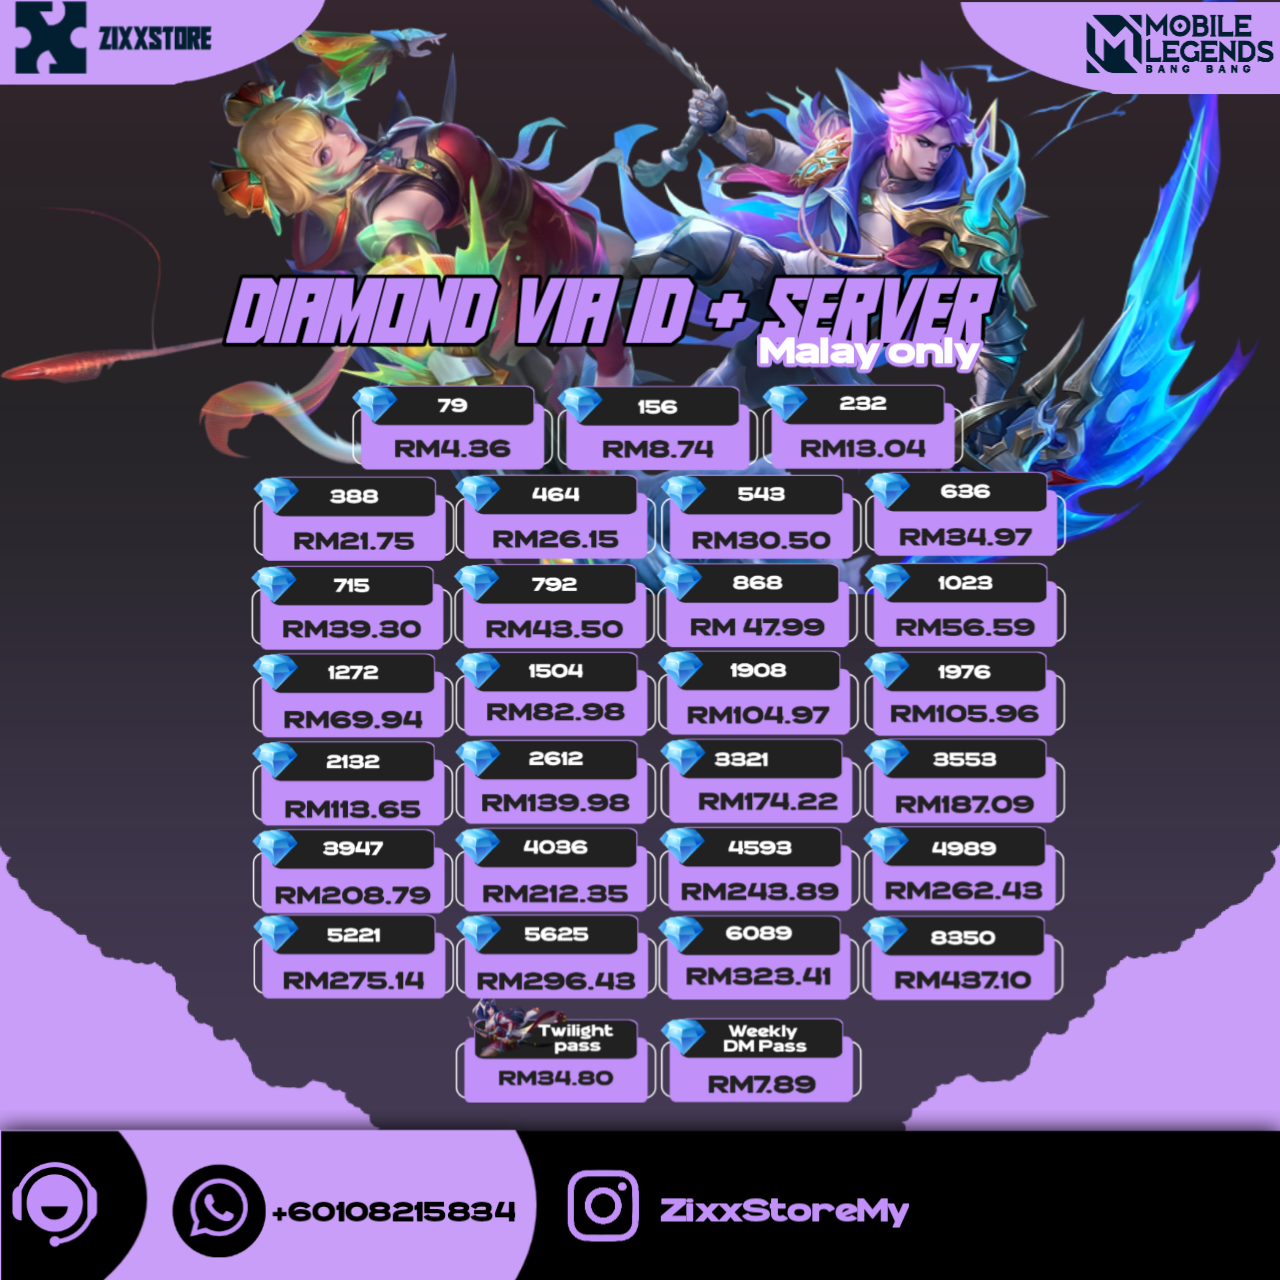 ZIXXSTORE
MOBILE
LEGENDS
BANG BANG
DIAMOND VIA ID + SERVER
Malay only
79
RM4.36
156
RM8.74
232
RM13.04
388
RM21.75
464
RM26.15
543
RM30.50
636
RM34.97
715
RM39.30
792
RM43.50
868
RM 47.99
1023
RM56.59
1272
RM69.94
1504
RM82.98
1908
RM104.97
1976
RM105.96
2132
RM113.65
2612
RM139.98
3321
RM174.22
3553
RM187.09
3947
RM208.79
4036
RM212.35
4593
RM243.89
4989
RM262.43
5221
RM275.14
5625
RM296.43
6089
RM323.41
8350
RM437.10
Twilight
pass
RM34.80
Weekly
DM Pass
RM7.89
+60108215834
ZixxStoreMy